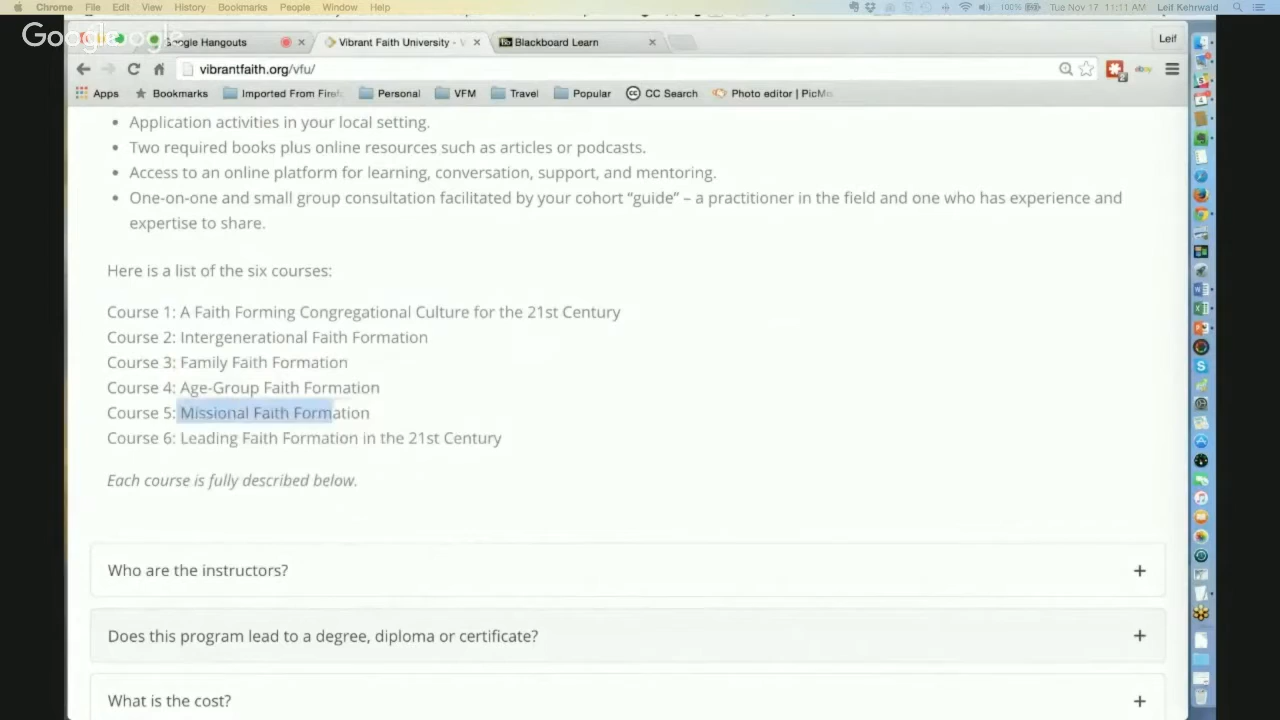 Chrome File Edit View History Bookmarks People Window Help 100% Tue Nov 17 11:11 AM Leif Kehrwald
Google
Google Hangouts Vibrant Faith University - Bb Blackboard Learn Leif
vibrantfaith.org/vfu/ ebay
Apps Bookmarks Imported From Firef Personal VFM Travel Popular CC Search Photo editor | PicMo
• Application activities in your local setting.
• Two required books plus online resources such as articles or podcasts.
• Access to an online platform for learning, conversation, support, and mentoring.
• One-on-one and small group consultation facilitated by your cohort “guide” – a practitioner in the field and one who has experience and
expertise to share.
Here is a list of the six courses:
Course 1: A Faith Forming Congregational Culture for the 21st Century
Course 2: Intergenerational Faith Formation
Course 3: Family Faith Formation
Course 4: Age-Group Faith Formation
Course 5: Missional Faith Formation
Course 6: Leading Faith Formation in the 21st Century
Each course is fully described below.
Who are the instructors? +
Does this program lead to a degree, diploma or certificate? +
What is the cost? +